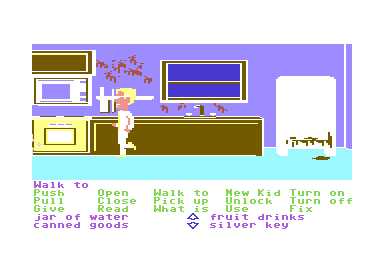 Walk to
Push Open Walk to New Kid Turn on
Pull Close Pick up Unlock Turn off
Give Read What is Use Fix
jar of water fruit drinks
canned goods silver key